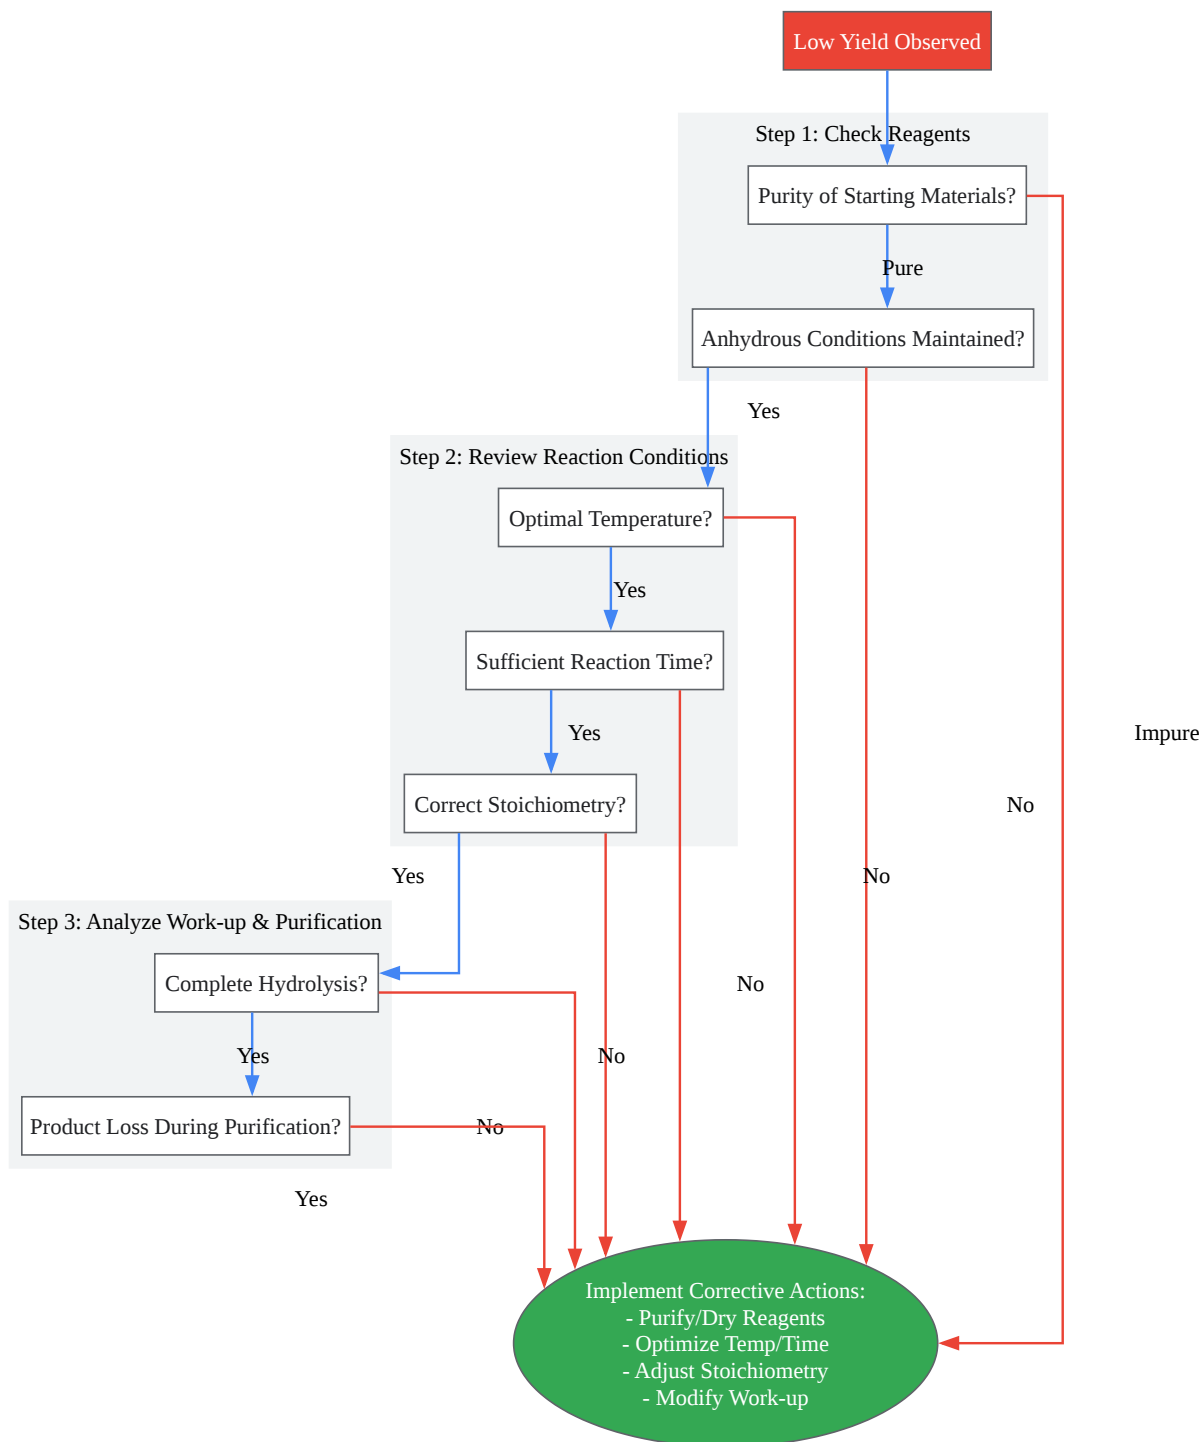 Low Yield Observed
Step 1: Check Reagents
Purity of Starting Materials?
Pure
Anhydrous Conditions Maintained?
Yes
Step 2: Review Reaction Conditions
Optimal Temperature?
Yes
Sufficient Reaction Time?
Yes
Impure
Correct Stoichiometry?
No
Yes
No
Step 3: Analyze Work-up & Purification
Complete Hydrolysis?
No
Yes
No
Product Loss During Purification?
No
Yes
Implement Corrective Actions:
- Purify/Dry Reagents
- Optimize Temp/Time
- Adjust Stoichiometry
- Modify Work-up